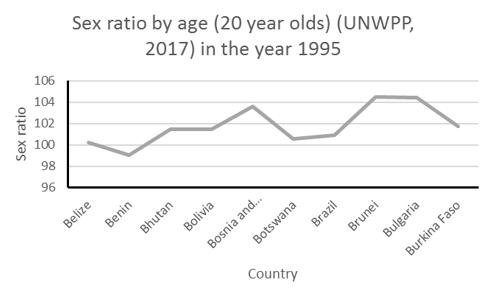 Sex ratio by age (20 year olds) (UNWPP,
2017) in the year 1995
106
104
102
100
98
96
Sex ratio
Belize
Benin
Bhutan
Bolivia
Bosnia and...
Botswana
Brazil
Brunei
Bulgaria
Burkina Faso
Country